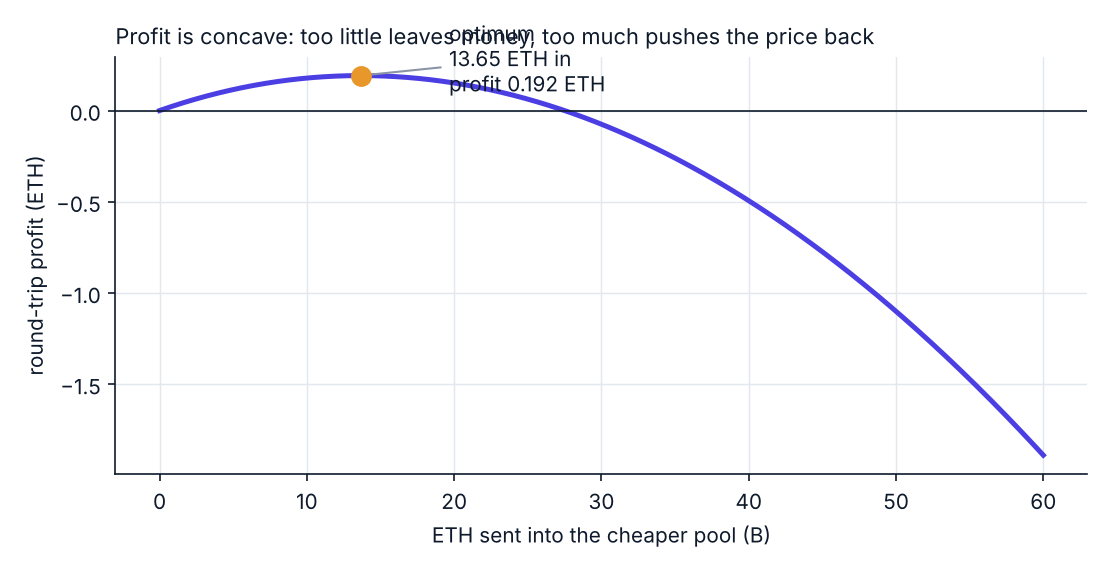 Profit is concave: too little leaves money, too much pushes the price back
optimum
13.65 ETH in
profit 0.192 ETH
0.0
−0.5
−1.0
−1.5
round-trip profit (ETH)
0 10 20 30 40 50 60
ETH sent into the cheaper pool (B)